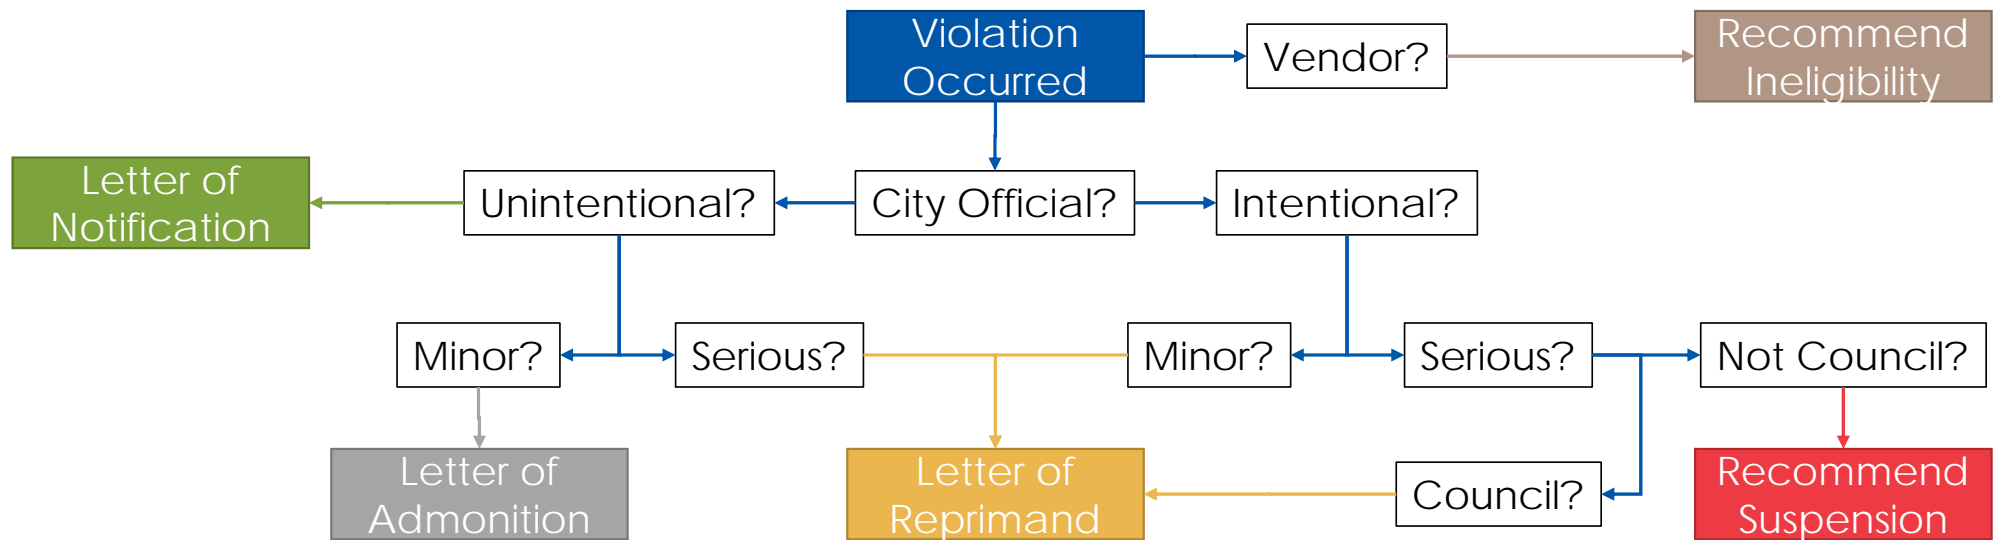 Violation
Occurred
Vendor?
Recommend
Ineligibility
Letter of
Notification
Unintentional?
City Official?
Intentional?
Minor?
Serious?
Minor?
Serious?
Not Council?
Letter of
Admonition
Letter of
Reprimand
Council?
Recommend
Suspension